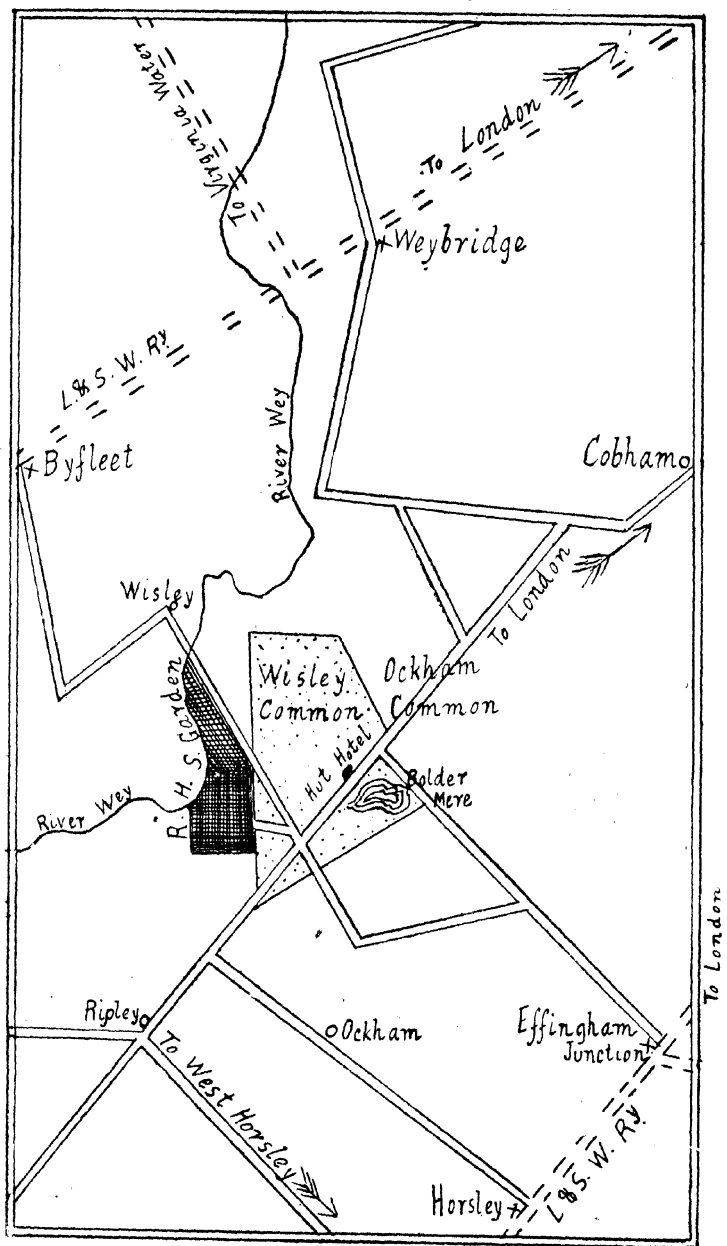 To Virginia Water
To London
Weybridge
L. & S. W. Ry
Byfleet
River Wey
Cobham
Wisley
To London
R. H. S. Garden
Wisley
Common
Ockham
Common
Hut Hotel
Bolder
Mere
River Wey
To London
Ripley
Ockham
Effingham
Junction
To West Horsley
L & S. W. Ry
Horsley